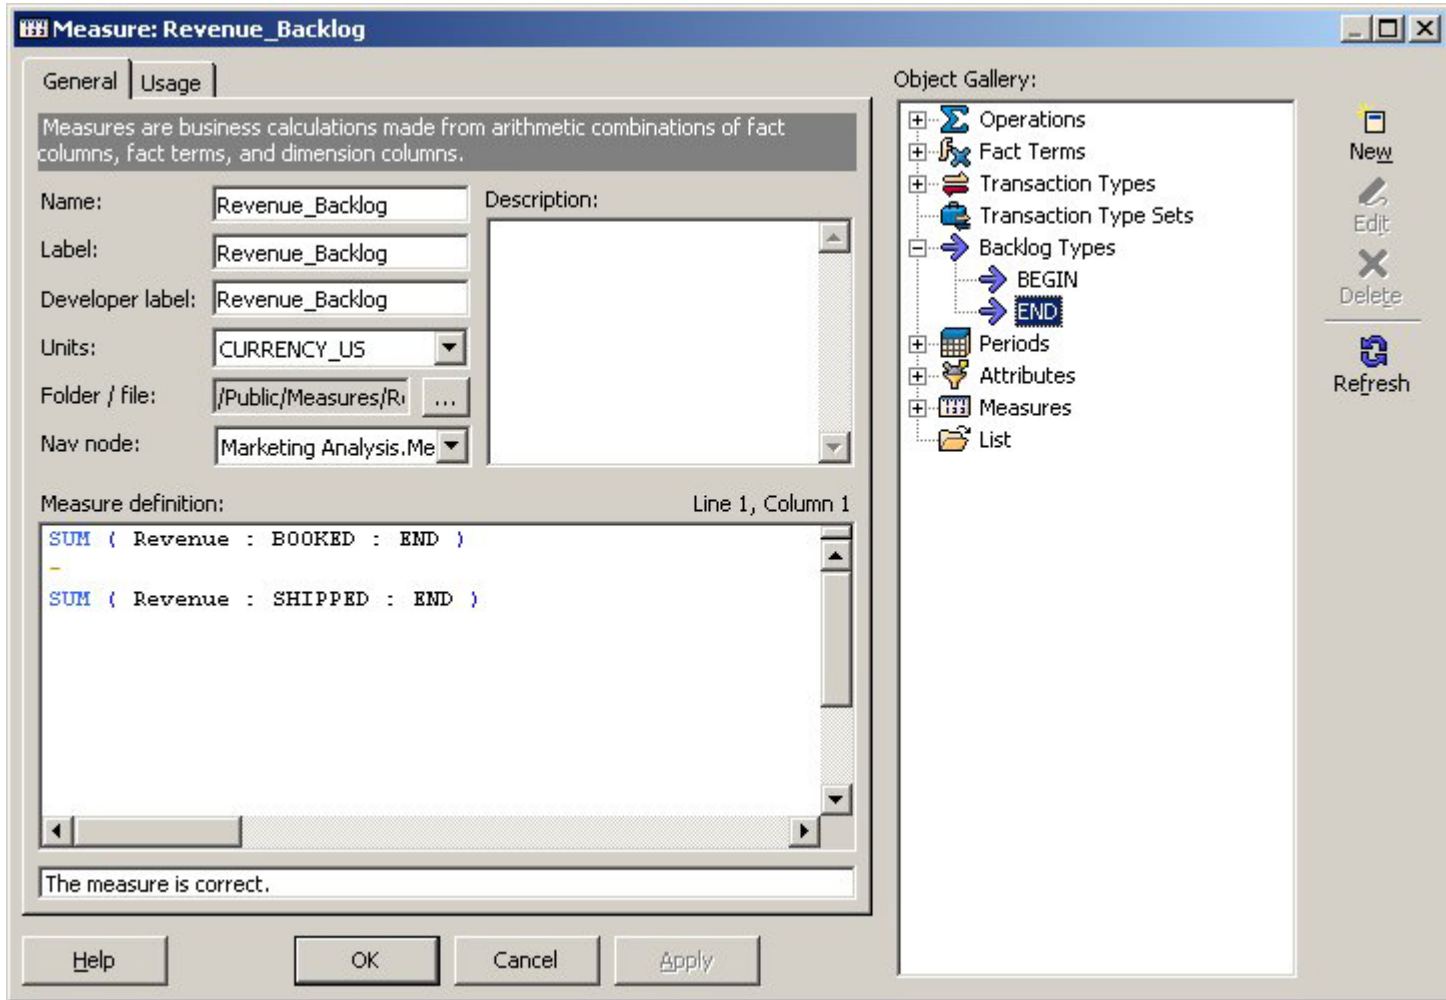 Measure: Revenue_Backlog
General
Usage
Measures are business calculations made from arithmetic combinations of fact
columns, fact terms, and dimension columns.
Name:
Revenue_Backlog
Description:
Label:
Revenue_Backlog
Developer label:
Revenue_Backlog
Units:
CURRENCY_US
Folder / file:
/Public/Measures/R
...
Nav node:
Marketing Analysis.Me
Measure definition:
Line 1, Column 1
SUM ( Revenue : BOOKED : END )
-
SUM ( Revenue : SHIPPED : END )
The measure is correct.
Help
OK
Cancel
Apply
Object Gallery:
Operations
Fact Terms
Transaction Types
Transaction Type Sets
Backlog Types
BEGIN
END
Periods
Attributes
Measures
List
New
Edit
Delete
Refresh